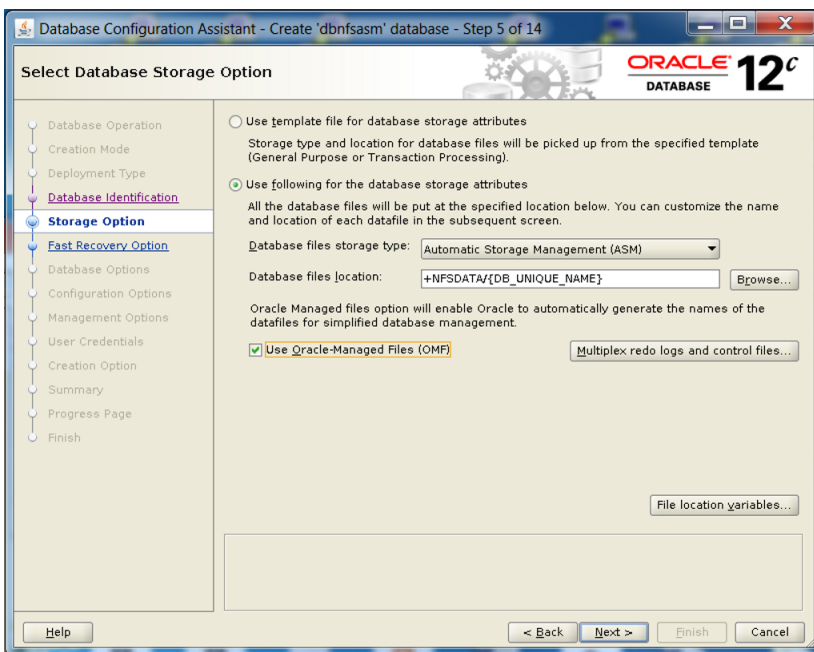 Database Configuration Assistant - Create 'dbnfsasm' database - Step 5 of 14
Select Database Storage Option
ORACLE
DATABASE
12c
Database Operation
Creation Mode
Deployment Type
Database Identification
Storage Option
Fast Recovery Option
Database Options
Configuration Options
Management Options
User Credentials
Creation Option
Summary
Progress Page
Finish
Use template file for database storage attributes
Storage type and location for database files will be picked up from the specified template
(General Purpose or Transaction Processing).
Use following for the database storage attributes
All the database files will be put at the specified location below. You can customize the name
and location of each datafile in the subsequent screen.
Database files storage type: Automatic Storage Management (ASM)
Database files location: +NFSDATA/{DB_UNIQUE_NAME} Browse...
Oracle Managed files option will enable Oracle to automatically generate the names of the
datafiles for simplified database management.
Use Oracle-Managed Files (OMF) Multiplex redo logs and control files...
File location variables...
Help < Back Next > Finish Cancel